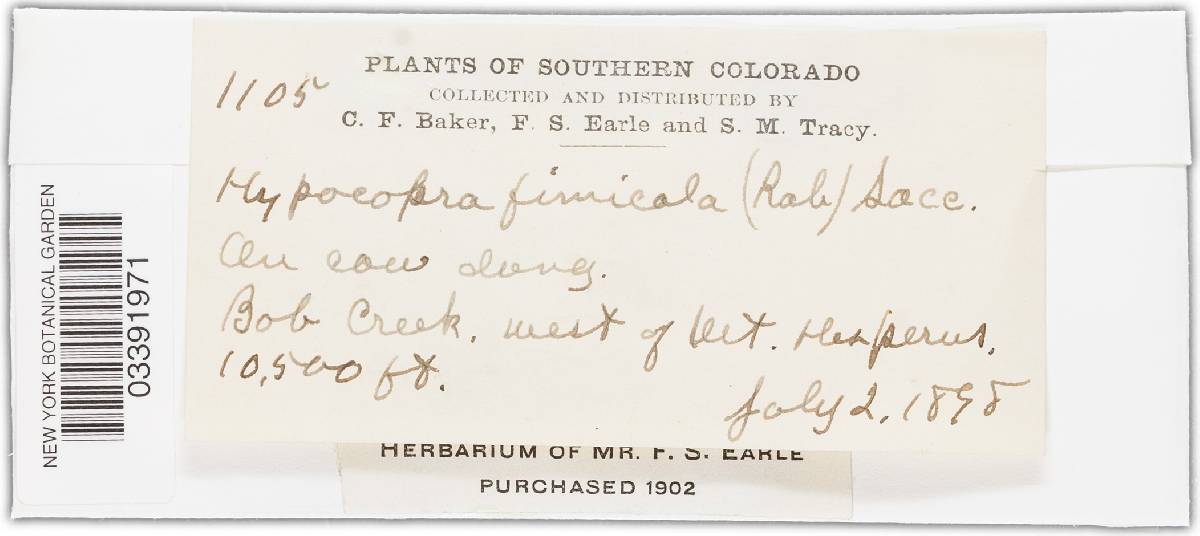 1105
PLANTS OF SOUTHERN COLORADO
COLLECTED AND DISTRIBUTED BY
C. F. Baker, F. S. Earle and S. M. Tracy.
Hypocopra fimicola (Rab) Sacc.
On cow dung.
Bob Creek, west of Mt. Hesperus,
10,500 ft.
July 2, 1898
HERBARIUM OF MR. F. S. EARLE
PURCHASED 1902
NEW YORK BOTANICAL GARDEN
03391971